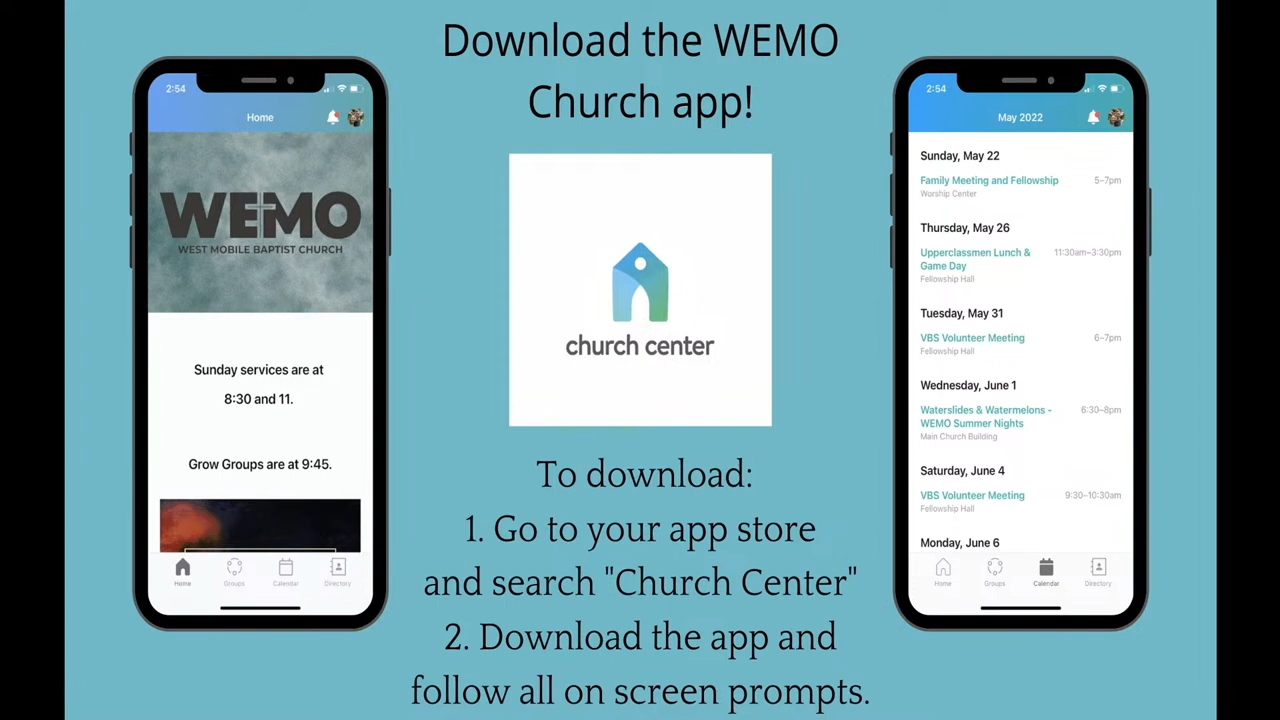 Download the WEMO
Church app!
2:54
Home
WEMO
WEST MOBILE BAPTIST CHURCH
Sunday services are at
8:30 and 11.
Grow Groups are at 9:45.
Home Groups Calendar Directory
church center
To download:
1. Go to your app store
and search "Church Center"
2. Download the app and
follow all on screen prompts.
2:54
May 2022
Sunday, May 22
Family Meeting and Fellowship 5–7pm
Worship Center
Thursday, May 26
Upperclassmen Lunch & 11:30am–3:30pm
Game Day
Fellowship Hall
Tuesday, May 31
VBS Volunteer Meeting 6–7pm
Fellowship Hall
Wednesday, June 1
Waterslides & Watermelons - 6:30–8pm
WEMO Summer Nights
Main Church Building
Saturday, June 4
VBS Volunteer Meeting 9:30–10:30am
Fellowship Hall
Monday, June 6
Home Groups Calendar Directory